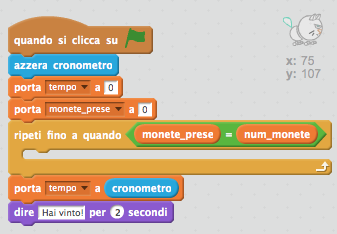 quando si clicca su
x: 75
y: 107
azzera cronometro
porta tempo a 0
porta monete_prese a 0
ripeti fino a quando monete_prese = num_monete
porta tempo a cronometro
dire Hai vinto! per 2 secondi